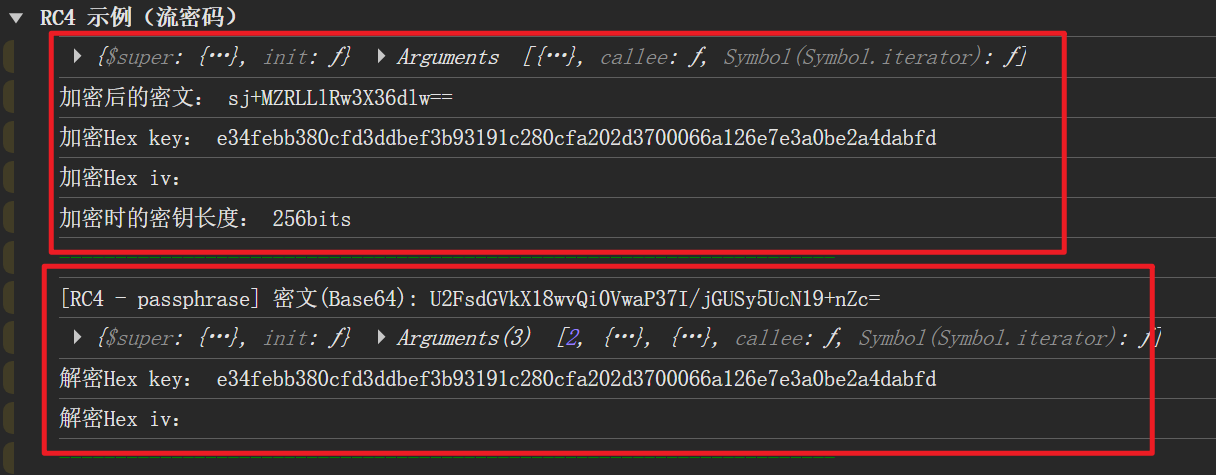 ▼ RC4 示例（流密码）
▶ {$super: {…}, init: ƒ} ▶ Arguments [{…}, callee: ƒ, Symbol(Symbol.iterator): ƒ]
加密后的密文： sj+MZRLLlRw3X36dlw==
加密Hex key： e34febb380cfd3ddbef3b93191c280cfa202d3700066a126e7e3a0be2a4dabfd
加密Hex iv：
加密时的密钥长度： 256bits
----------------------------------------------------------------------
[RC4 - passphrase] 密文(Base64): U2FsdGVkX18wvQi0VwaP37I/jGUSy5UcN19+nZc=
▶ {$super: {…}, init: ƒ} ▶ Arguments(3) [2, {…}, {…}, callee: ƒ, Symbol(Symbol.iterator): ƒ]
解密Hex key： e34febb380cfd3ddbef3b93191c280cfa202d3700066a126e7e3a0be2a4dabfd
解密Hex iv：
----------------------------------------------------------------------